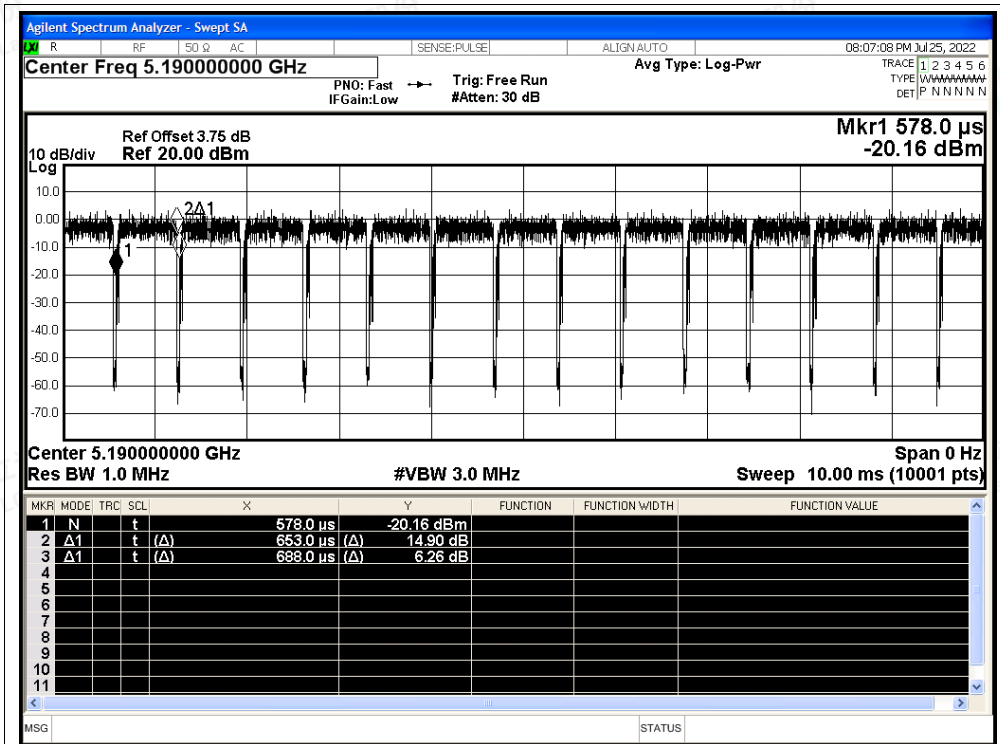 Agilent Spectrum Analyzer - Swept SA
LXI R RF 50 Ω AC SENSE:PULSE ALIGN AUTO 08:07:08 PM Jul 25, 2022
Center Freq 5.190000000 GHz
PNO: Fast
IFGain:Low
Trig: Free Run
#Atten: 30 dB
Avg Type: Log-Pwr
TRACE 1 2 3 4 5 6
TYPE
DET P N N N N N
Mkr1 578.0 µs
-20.16 dBm
Ref Offset 3.75 dB
10 dB/div Ref 20.00 dBm
Log
10.0
0.00
-10.0
-20.0
-30.0
-40.0
-50.0
-60.0
-70.0
2Δ1
1
Center 5.190000000 GHz Span 0 Hz
Res BW 1.0 MHz #VBW 3.0 MHz Sweep 10.00 ms (10001 pts)
MKR MODE TRC SCL X Y FUNCTION FUNCTION WIDTH FUNCTION VALUE
1 N t 578.0 µs -20.16 dBm
2 Δ1 t (Δ) 653.0 µs (Δ) 14.90 dB
3 Δ1 t (Δ) 688.0 µs (Δ) 6.26 dB
4
5
6
7
8
9
10
11
MSG STATUS